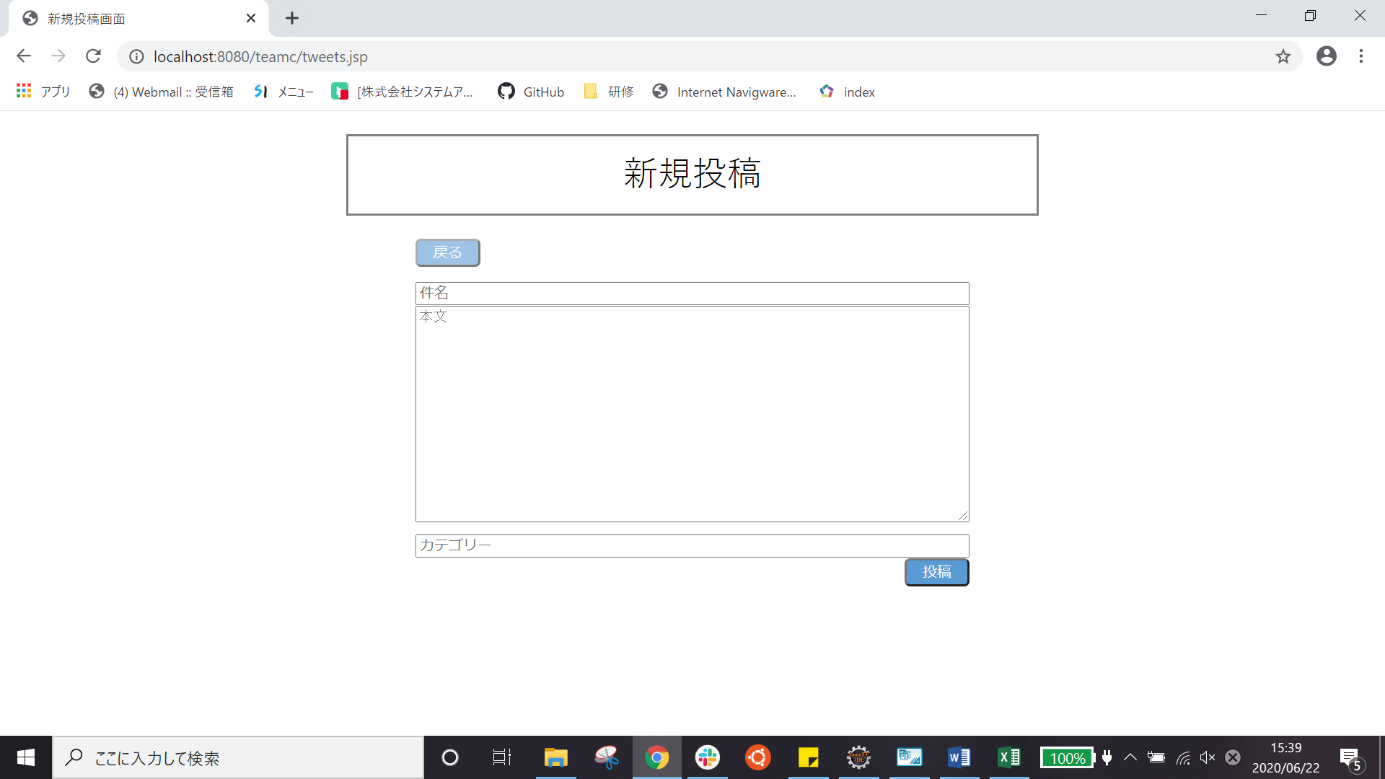 新規投稿画面
localhost:8080/teamc/tweets.jsp
アプリ (4) Webmail :: 受信箱 メニュー [株式会社システムア... GitHub 研修 Internet Navigware... index
新規投稿
戻る
件名
本文
カテゴリー
投稿
ここに入力して検索 100% 15:39
2020/06/22 5